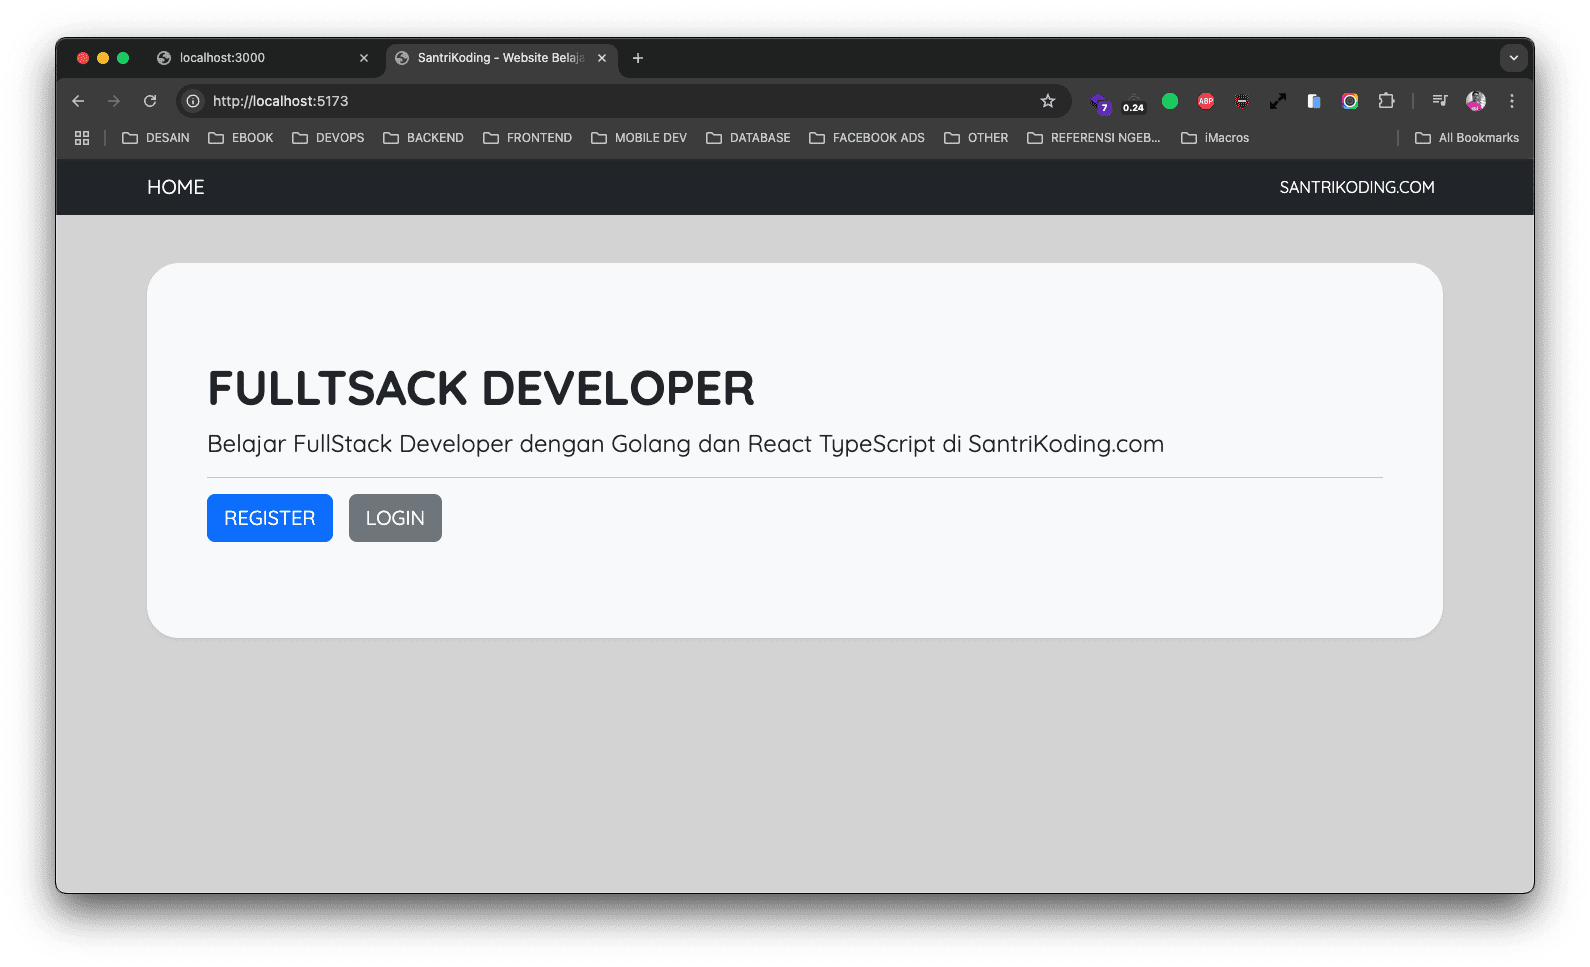 localhost:3000
SantriKoding - Website Belaja
http://localhost:5173
7
0.24
ABP
DESAIN EBOOK DEVOPS BACKEND FRONTEND MOBILE DEV DATABASE FACEBOOK ADS OTHER REFERENSI NGEB... iMacros All Bookmarks
HOME SANTRIKODING.COM
FULLTSACK DEVELOPER
Belajar FullStack Developer dengan Golang dan React TypeScript di SantriKoding.com
REGISTER LOGIN